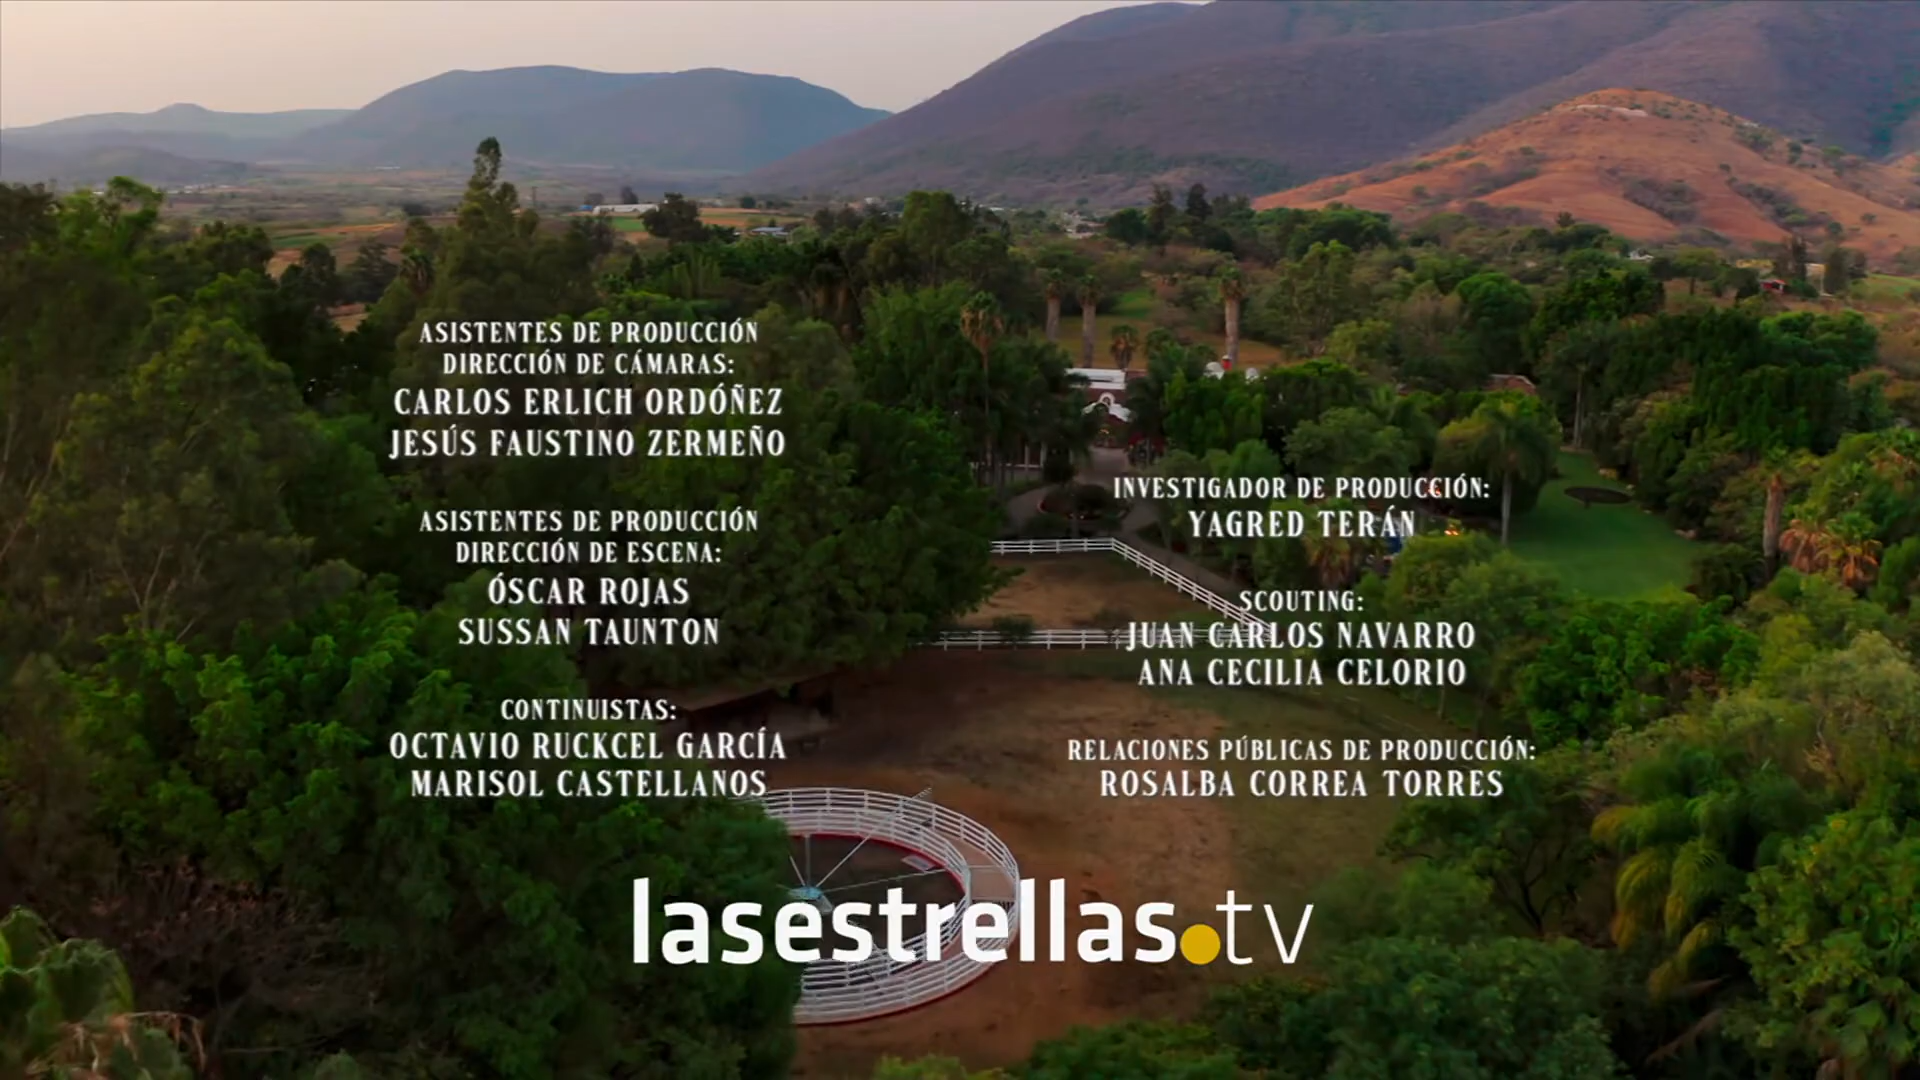 ASISTENTES DE PRODUCCIÓN
DIRECCIÓN DE CÁMARAS:
CARLOS ERLICH ORDÓÑEZ
JESÚS FAUSTINO ZERMEÑO
ASISTENTES DE PRODUCCIÓN
DIRECCIÓN DE ESCENA:
ÓSCAR ROJAS
SUSSAN TAUNTON
CONTINUISTAS:
OCTAVIO RUCKCEL GARCÍA
MARISOL CASTELLANOS
INVESTIGADOR DE PRODUCCIÓN:
YAGRED TERÁN
SCOUTING:
JUAN CARLOS NAVARRO
ANA CECILIA CELORIO
RELACIONES PÚBLICAS DE PRODUCCIÓN:
ROSALBA CORREA TORRES
lasestrellas.tv